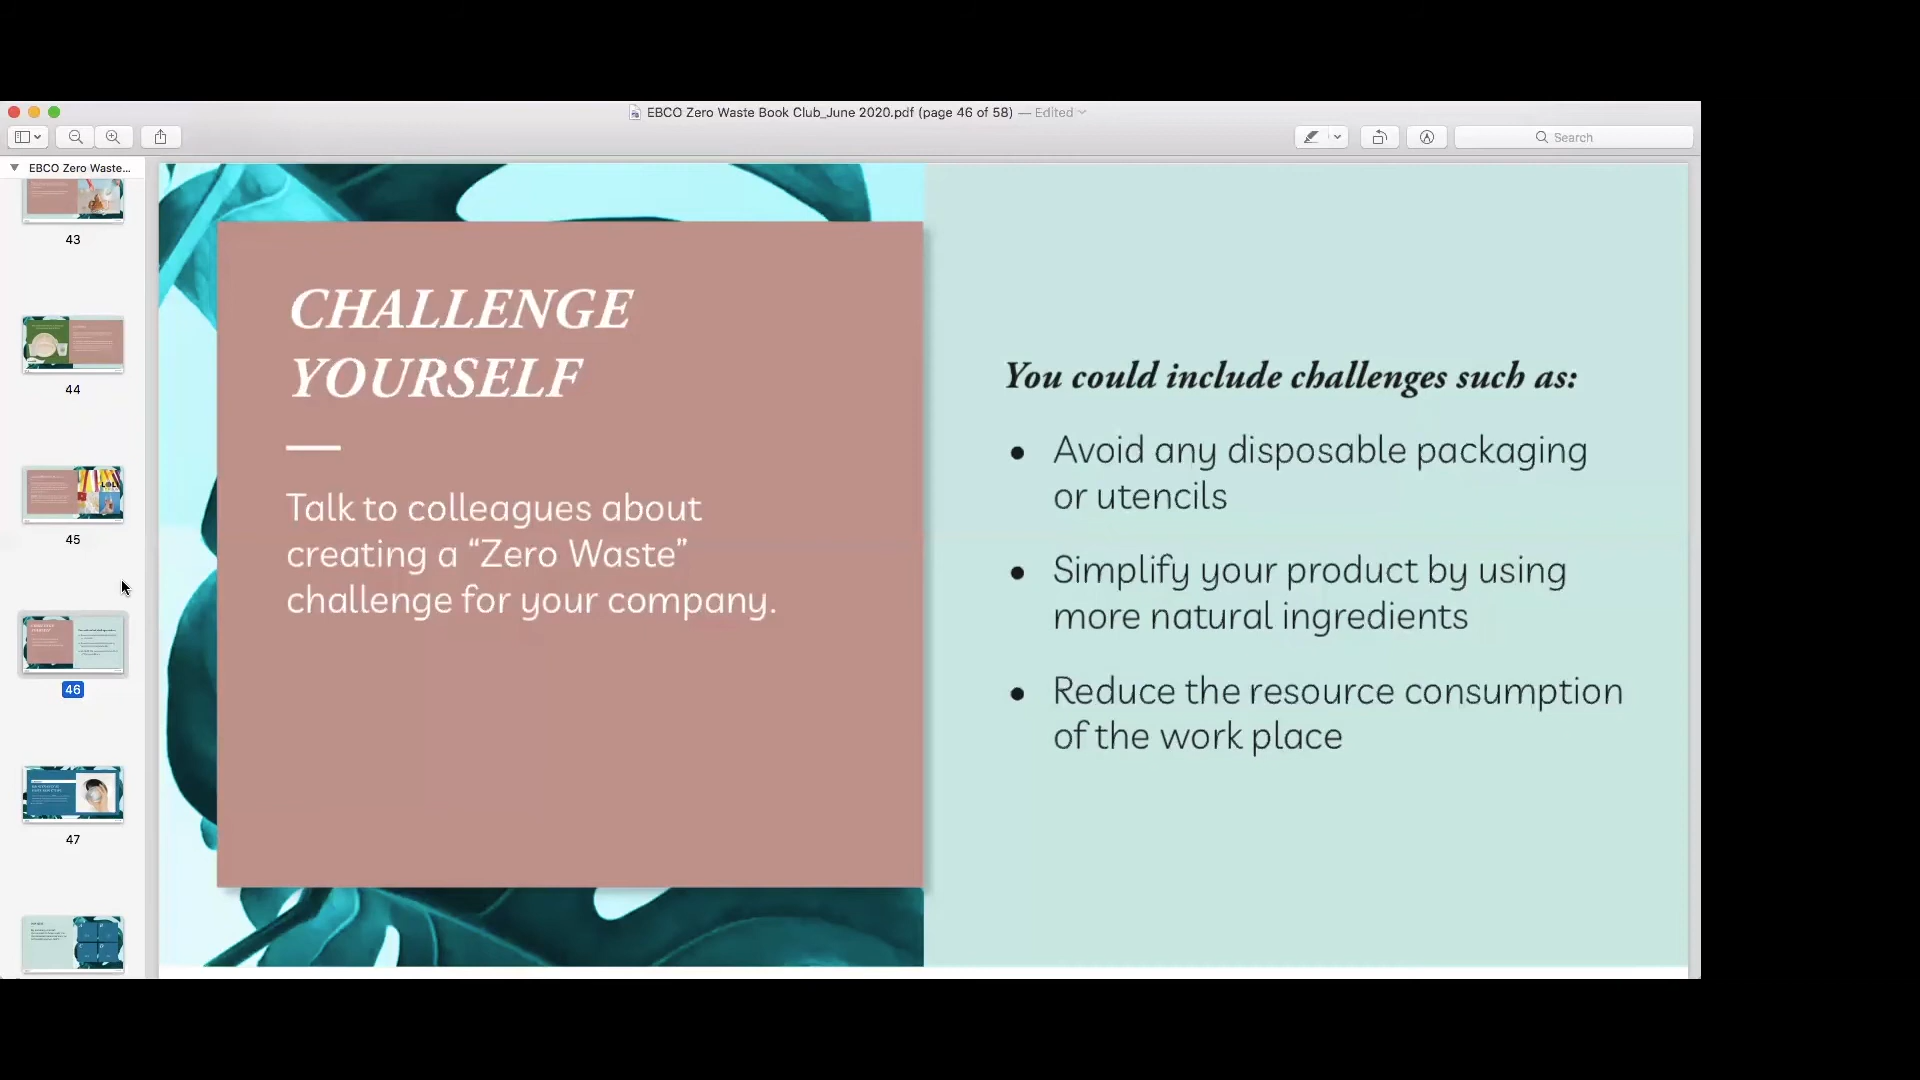 EBCO Zero Waste Book Club_June 2020.pdf (page 46 of 58) — Edited
Search
EBCO Zero Waste...
43
44
45
46
47
CHALLENGE
YOURSELF
Talk to colleagues about
creating a “Zero Waste”
challenge for your company.
You could include challenges such as:
• Avoid any disposable packaging
or utencils
• Simplify your product by using
more natural ingredients
• Reduce the resource consumption
of the work place